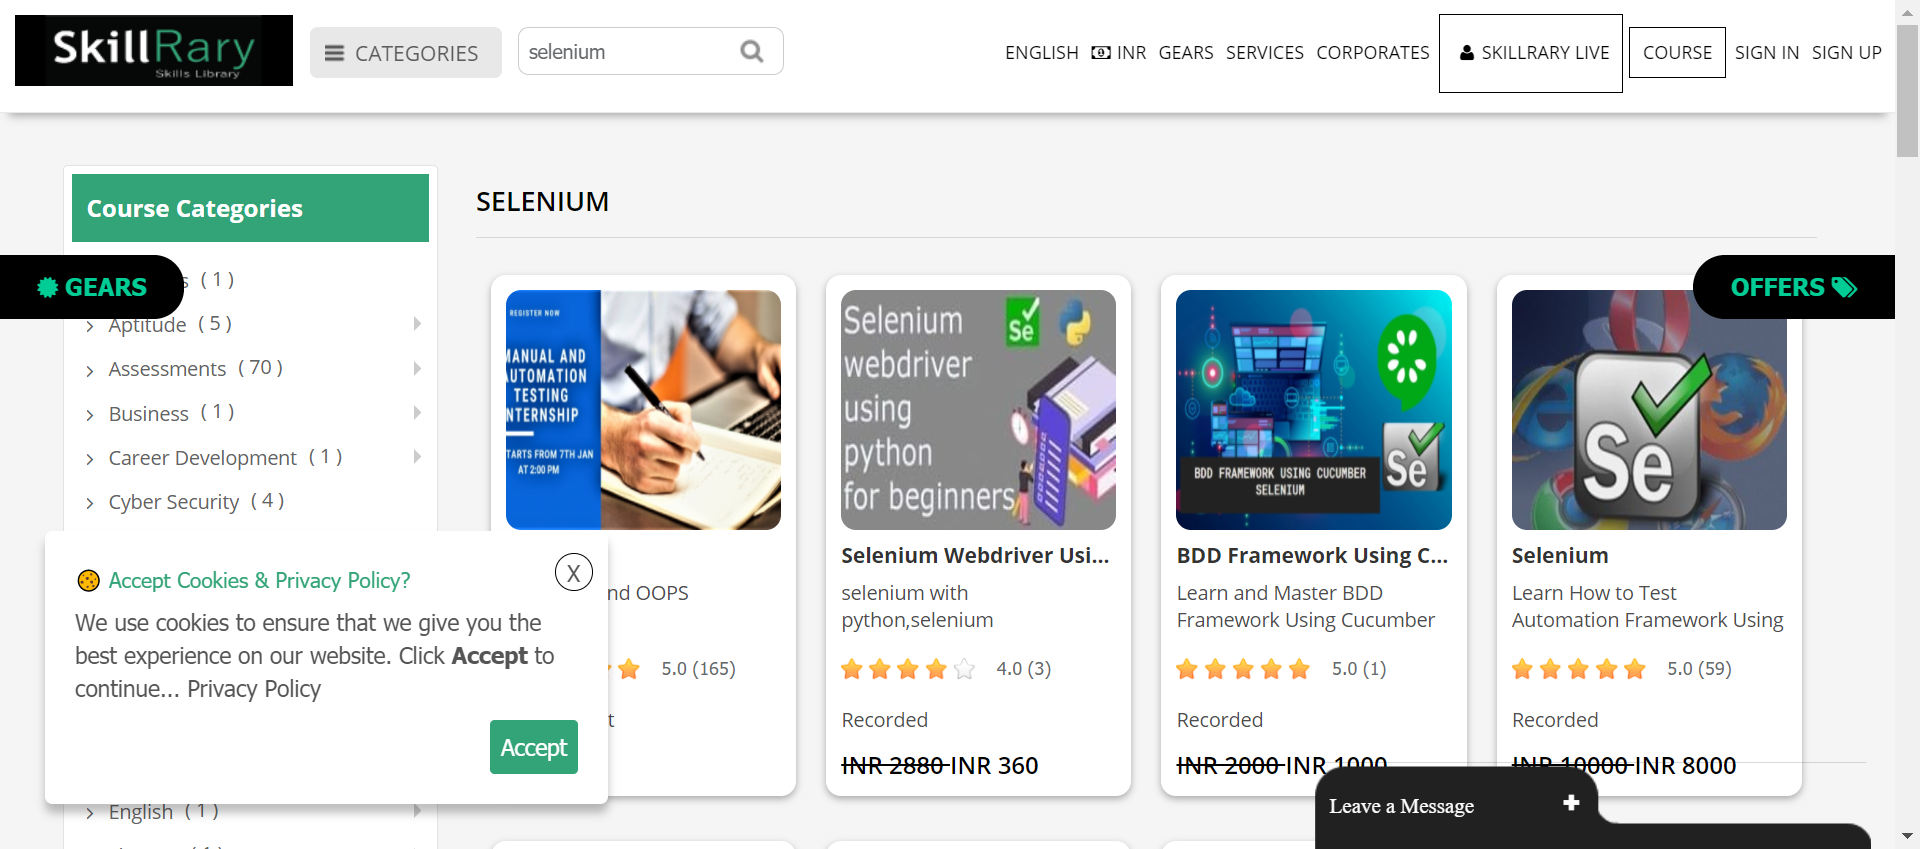 SkillRary
Skills Library
CATEGORIES
selenium
ENGLISH
INR
GEARS
SERVICES
CORPORATES
SKILLRARY LIVE
COURSE
SIGN IN
SIGN UP
Course Categories
s ( 1 )
GEARS
Aptitude ( 5 )
Assessments ( 70 )
Business ( 1 )
Career Development ( 1 )
Cyber Security ( 4 )
English ( 1 )
SELENIUM
OFFERS
REGISTER NOW
MANUAL AND
AUTOMATION
TESTING
INTERNSHIP
STARTS FROM 7TH JAN
AT 2:00 PM
nd OOPS
5.0 (165)
t
Selenium
webdriver
using
python
for beginners
Se
Selenium Webdriver Usi...
selenium with
python,selenium
4.0 (3)
Recorded
INR 2880 INR 360
BDD FRAMEWORK USING CUCUMBER
SELENIUM
Se
BDD Framework Using C...
Learn and Master BDD
Framework Using Cucumber
5.0 (1)
Recorded
INR 2000 INR 1000
Se
Selenium
Learn How to Test
Automation Framework Using
5.0 (59)
Recorded
INR 10000 INR 8000
Accept Cookies & Privacy Policy?
X
We use cookies to ensure that we give you the
best experience on our website. Click Accept to
continue... Privacy Policy
Accept
Leave a Message